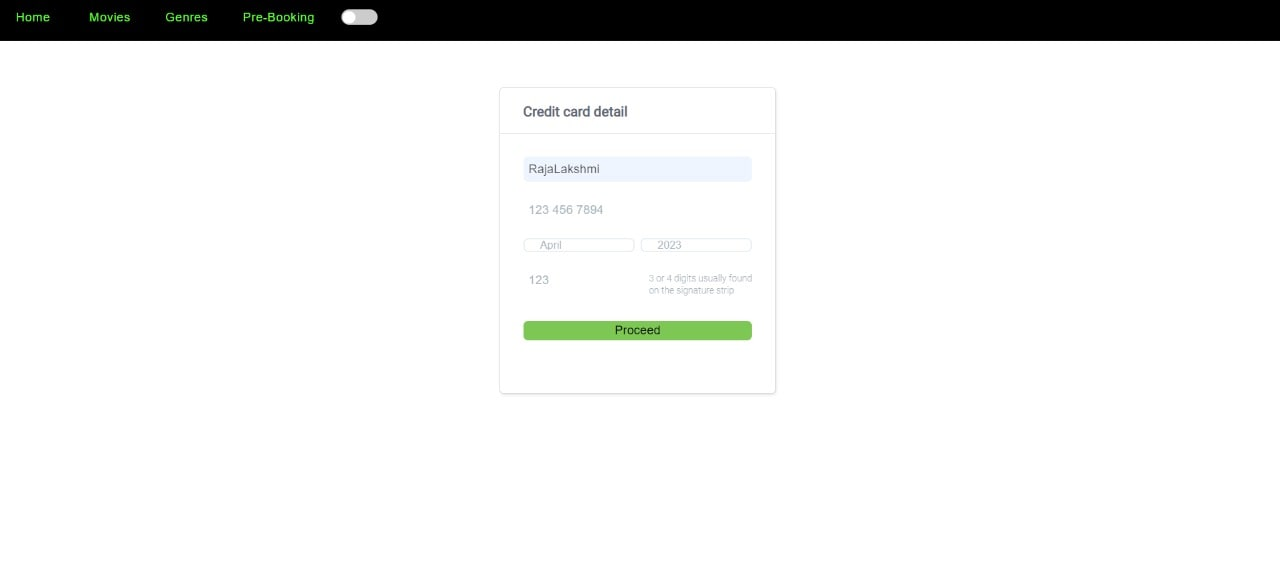 Home Movies Genres Pre-Booking
Credit card detail
RajaLakshmi
123 456 7894
April 2023
123
3 or 4 digits usually found
on the signature strip
Proceed